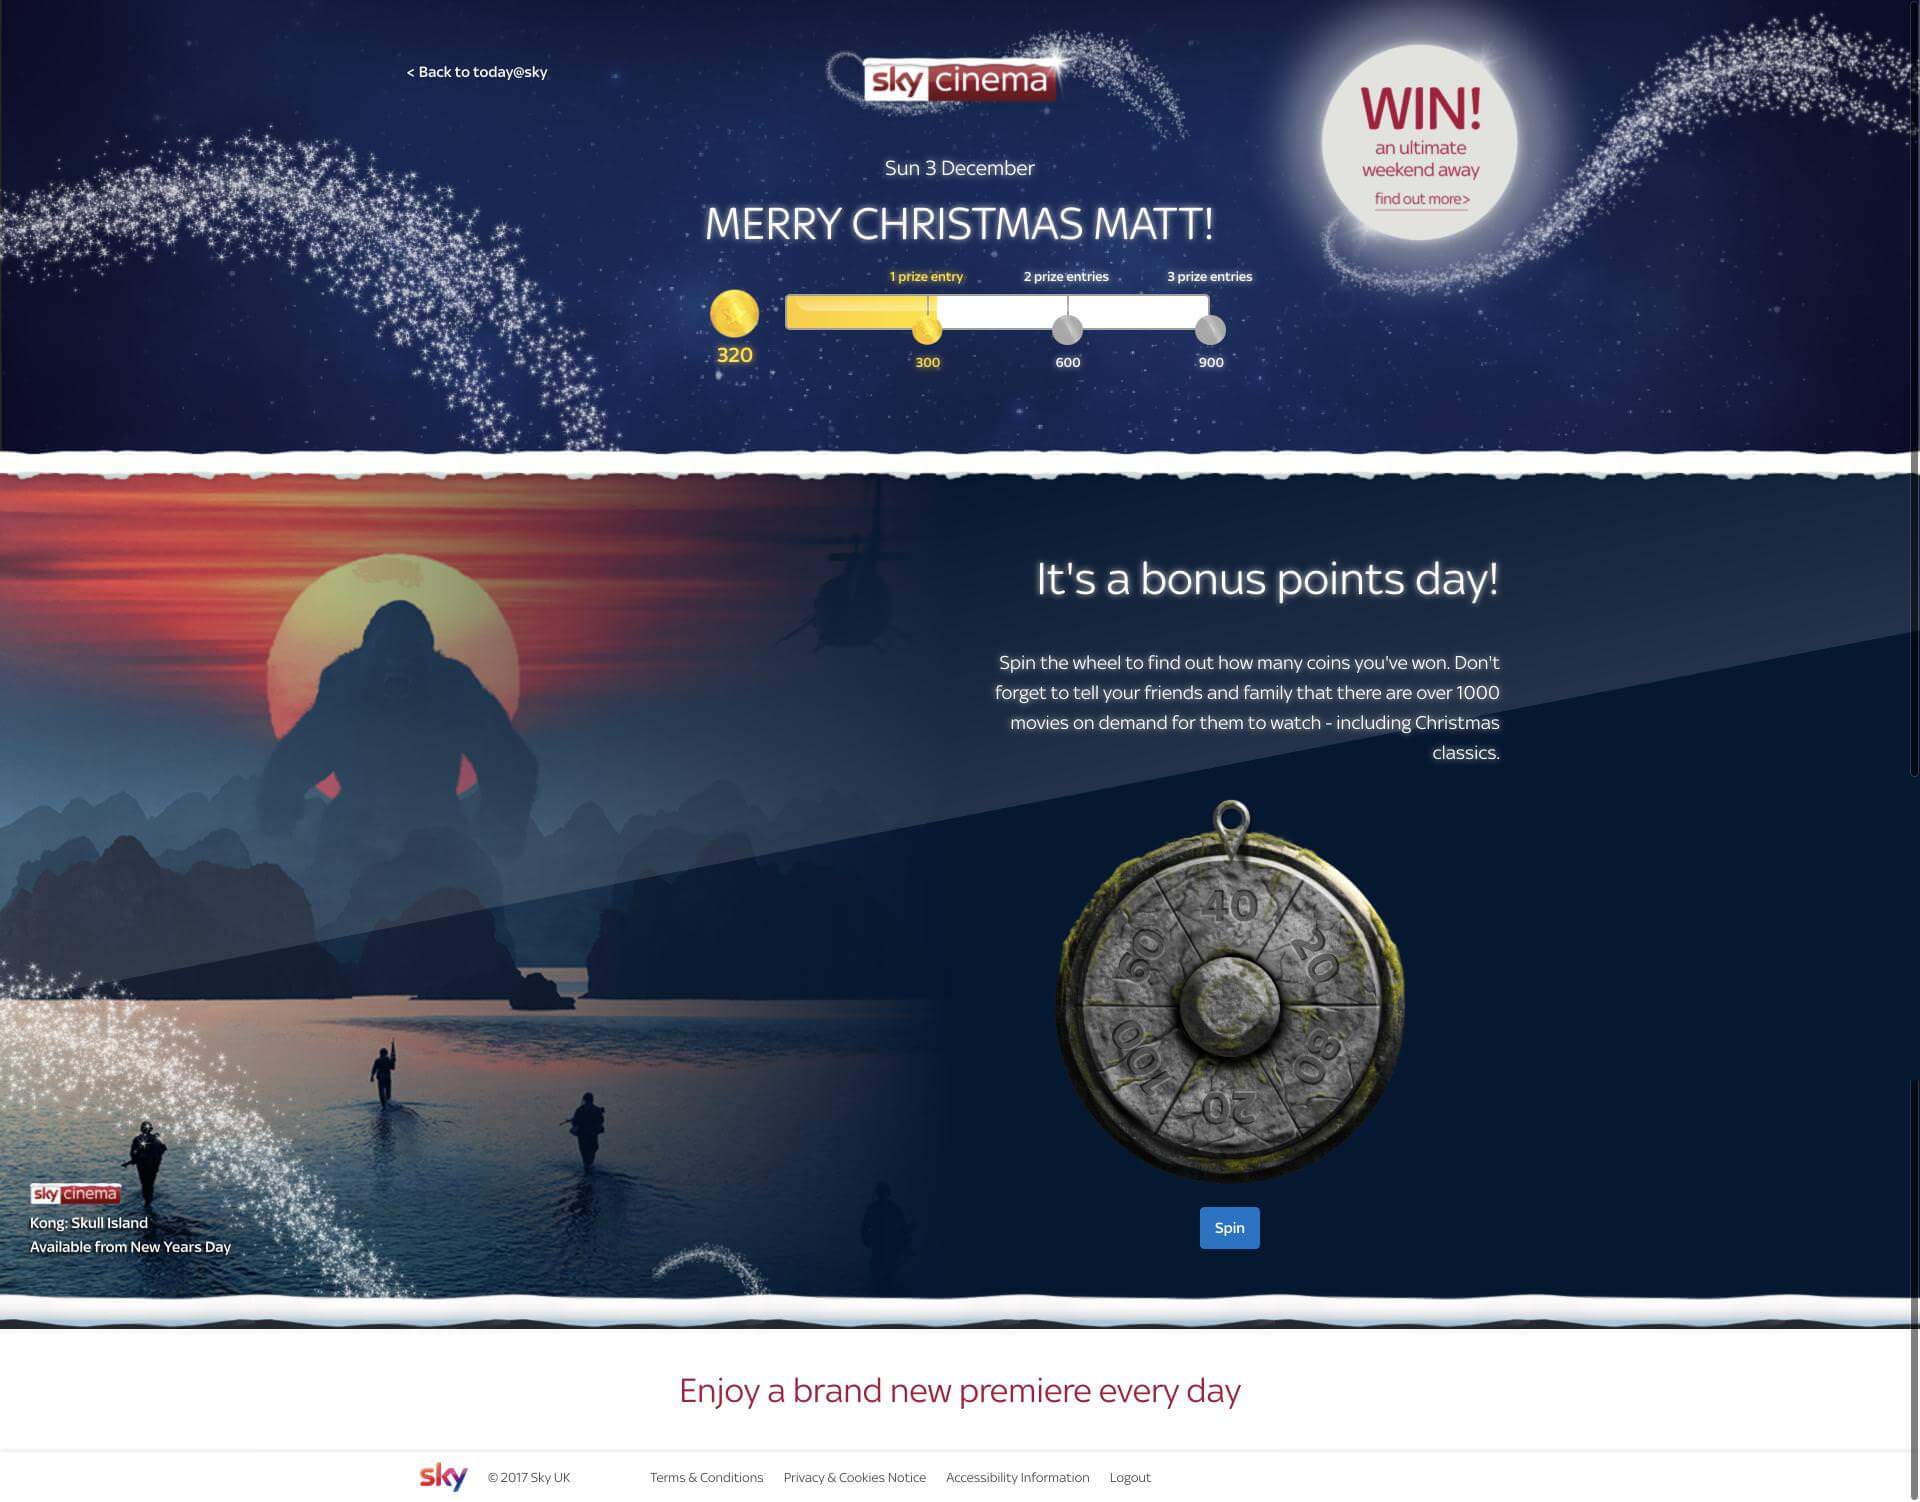 < Back to today@sky
sky cinema
WIN!
an ultimate
weekend away
find out more>
Sun 3 December
MERRY CHRISTMAS MATT!
1 prize entry
2 prize entries
3 prize entries
320
300
600
900
It's a bonus points day!
Spin the wheel to find out how many coins you've won. Don't
forget to tell your friends and family that there are over 1000
movies on demand for them to watch - including Christmas
classics.
40
20
80
20
100
60
Spin
sky cinema
Kong: Skull Island
Available from New Years Day
Enjoy a brand new premiere every day
sky
© 2017 Sky UK
Terms & Conditions
Privacy & Cookies Notice
Accessibility Information
Logout